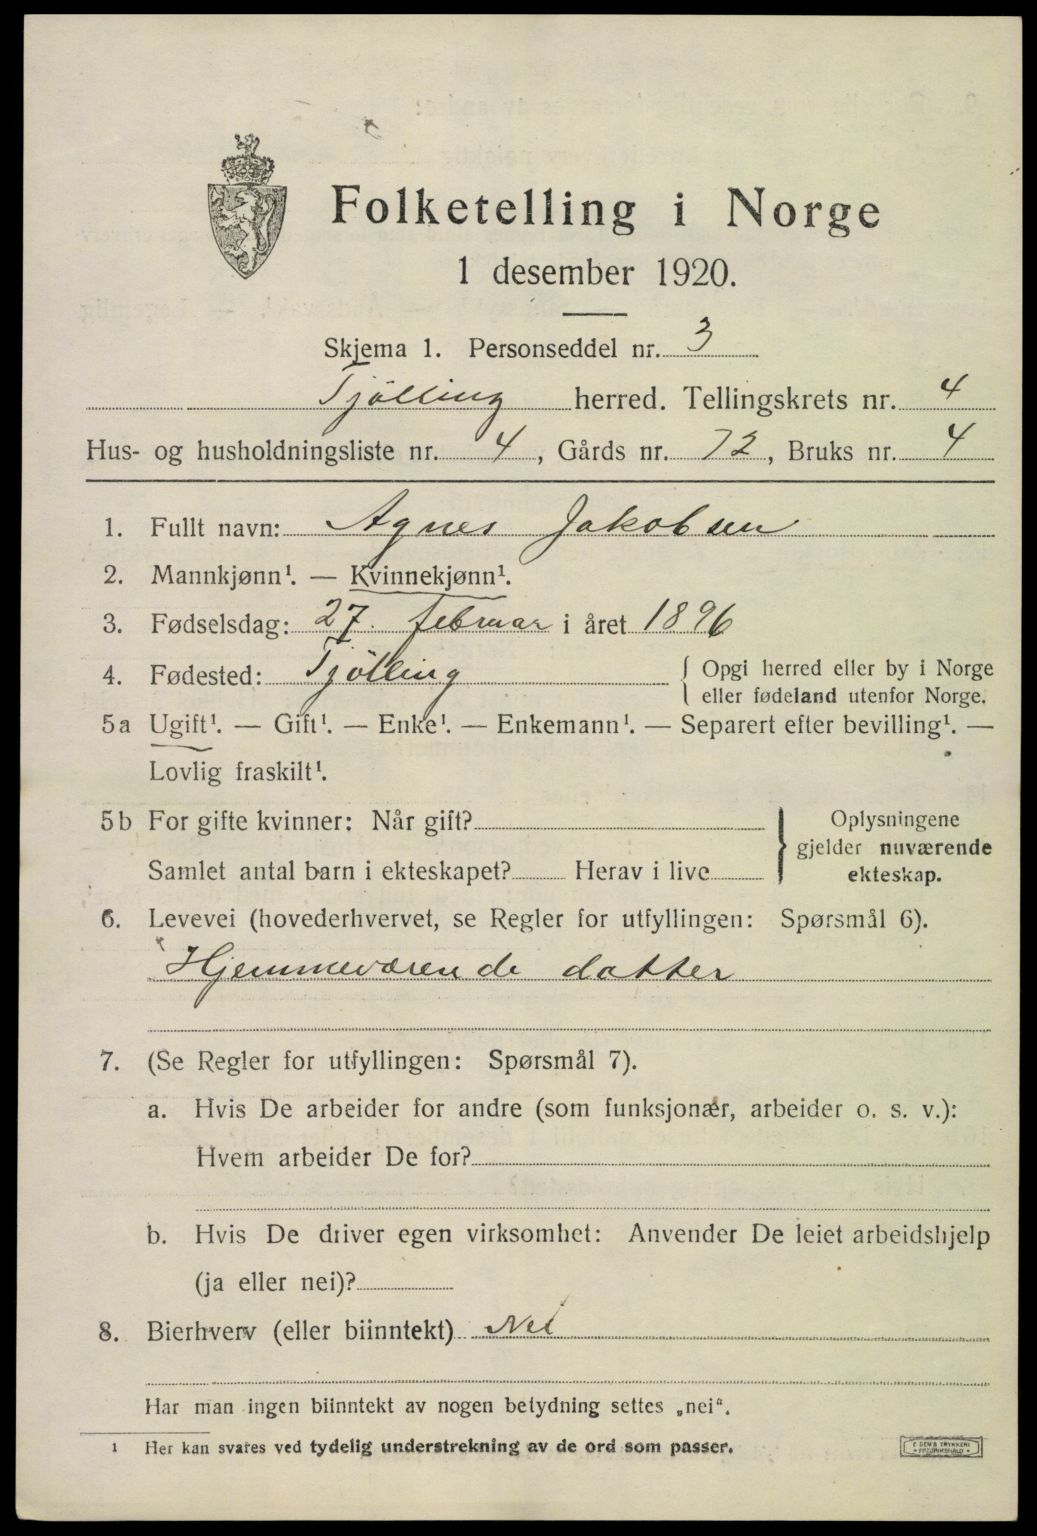 Folketelling i Norge
1 desember 1920.
Skjema 1. Personseddel nr. 3
Tjölling herred. Tellingskrets nr. 4
Hus- og husholdningsliste nr. 4, Gårds nr. 72, Bruks nr. 4
1. Fullt navn: Agnes Jakobsen
2. Mannkjønn¹. — Kvinnekjønn¹.
3. Fødselsdag: 27. februar i året 1896
4. Fødested: Tjölling { Opgi herred eller by i Norge
eller fødeland utenfor Norge.
5a Ugift¹. — Gift¹. — Enke¹. — Enkemann¹. — Separert efter bevilling¹. —
Lovlig fraskilt¹.
5b For gifte kvinner: Når gift? } Oplysningene
gjelder nuværende
Samlet antal barn i ekteskapet? Herav i live
ekteskap.
6. Levevei (hovederhvervet, se Regler for utfyllingen: Spørsmål 6).
Hjemmeværende datter
7. (Se Regler for utfyllingen: Spørsmål 7).
a. Hvis De arbeider for andre (som funksjonær, arbeider o. s. v.):
Hvem arbeider De for?
b. Hvis De driver egen virksomhet: Anvender De leiet arbeidshjelp
(ja eller nei)?
8. Bierhverv (eller biinntekt) Nei
Har man ingen biinntekt av nogen betydning settes „nei“.
¹ Her kan svares ved tydelig understrekning av de ord som passer.
E SEM'S TRYKKERI
FREDRIKSHALD